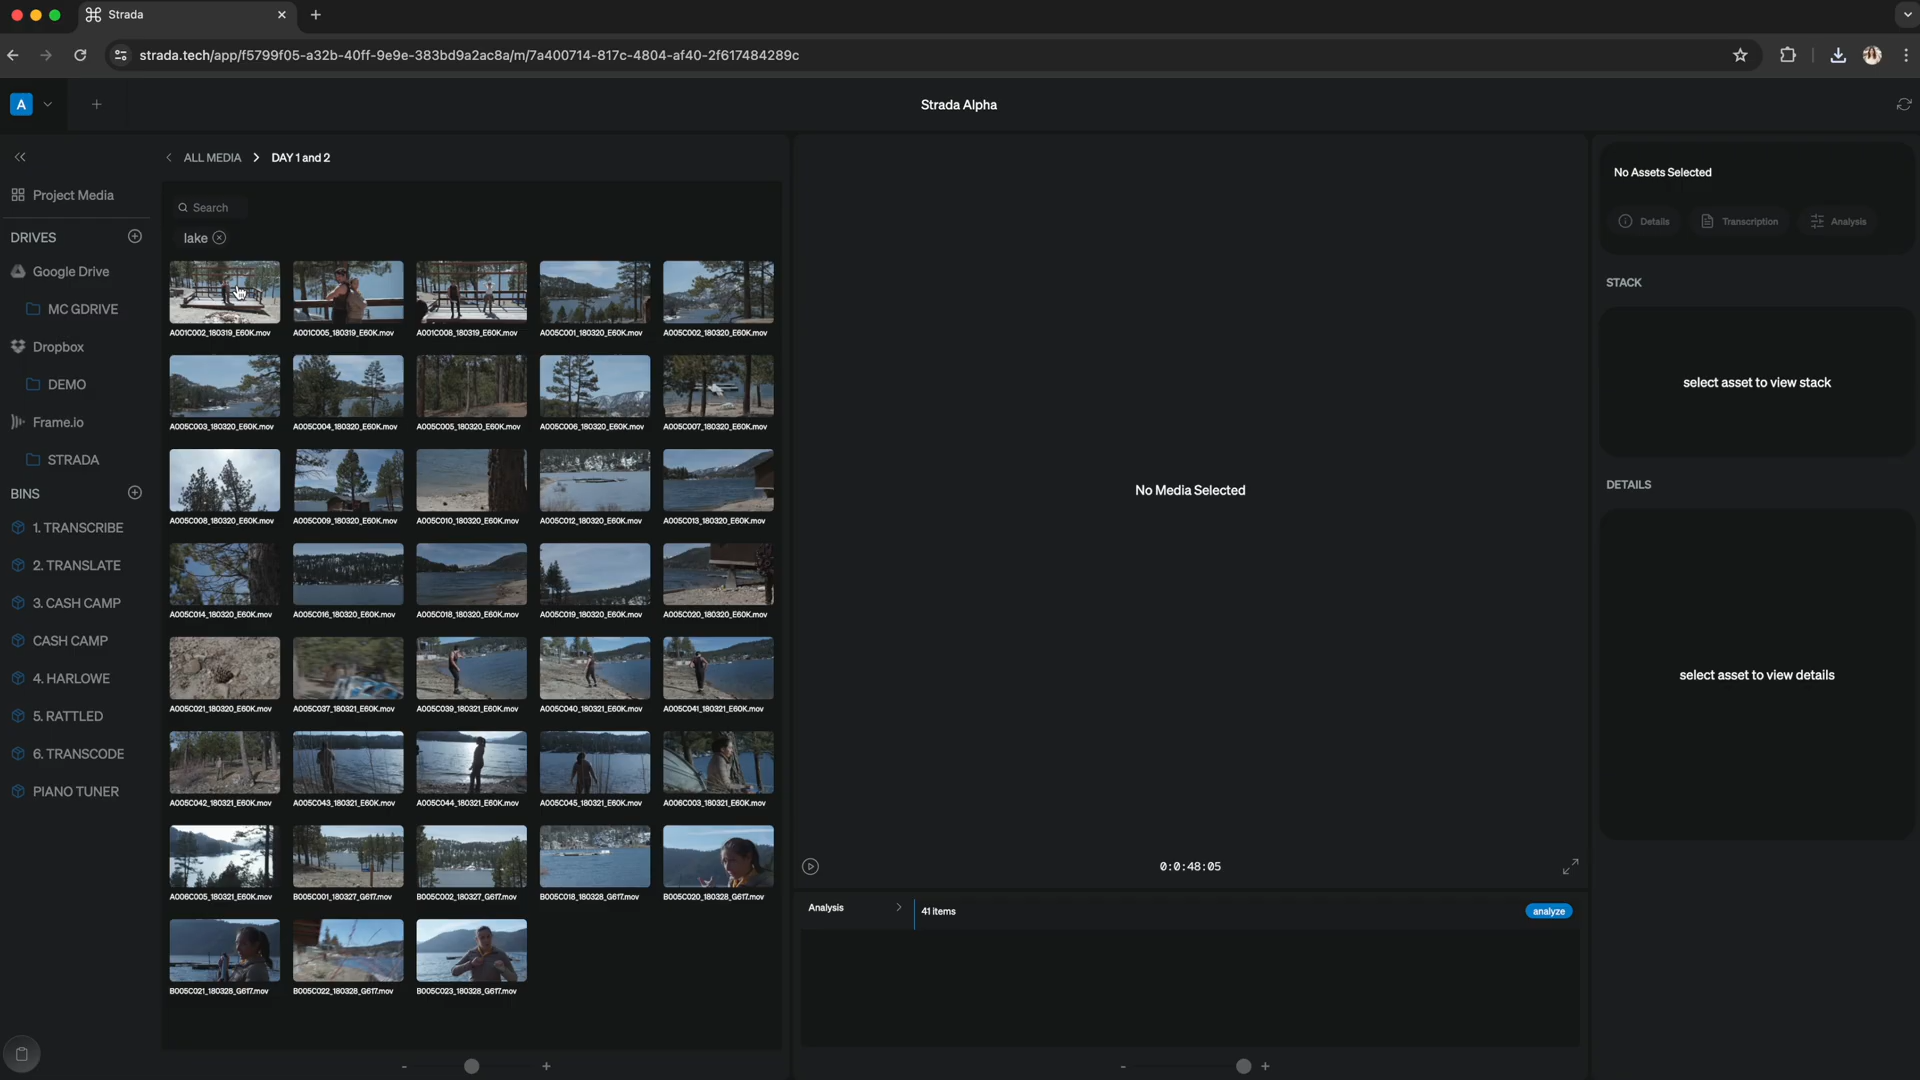 Strada
strada.tech/app/f5799f05-a32b-40ff-9e9e-383bd9a2ac8a/m/7a400714-817c-4804-af40-2f617484289c
A
Strada Alpha
ALL MEDIA > DAY 1 and 2
Project Media
DRIVES
Google Drive
MC GDRIVE
Dropbox
DEMO
Frame.io
STRADA
BINS
1. TRANSCRIBE
2. TRANSLATE
3. CASH CAMP
CASH CAMP
4. HARLOWE
5. RATTLED
6. TRANSCODE
PIANO TUNER
Search
lake
A001C002_180319_E60K.mov A001C005_180319_E60K.mov A001C008_180319_E60K.mov A005C001_180320_E60K.mov A005C002_180320_E60K.mov
A005C003_180320_E60K.mov A005C004_180320_E60K.mov A005C005_180320_E60K.mov A005C006_180320_E60K.mov A005C007_180320_E60K.mov
A005C008_180320_E60K.mov A005C009_180320_E60K.mov A005C010_180320_E60K.mov A005C012_180320_E60K.mov A005C013_180320_E60K.mov
A005C014_180320_E60K.mov A005C016_180320_E60K.mov A005C018_180320_E60K.mov A005C019_180320_E60K.mov A005C020_180320_E60K.mov
A005C021_180320_E60K.mov A005C037_180321_E60K.mov A005C039_180321_E60K.mov A005C040_180321_E60K.mov A005C041_180321_E60K.mov
A005C042_180321_E60K.mov A005C043_180321_E60K.mov A005C044_180321_E60K.mov A005C045_180321_E60K.mov A006C003_180321_E60K.mov
A006C005_180321_E60K.mov B005C001_180327_G617.mov B005C002_180327_G617.mov B005C018_180328_G617.mov B005C020_180328_G617.mov
B005C021_180328_G617.mov B005C022_180328_G617.mov B005C023_180328_G617.mov
- +
No Media Selected
0:0:48:05
Analysis
41 items
analyze
- +
No Assets Selected
Details Transcription Analysis
STACK
select asset to view stack
DETAILS
select asset to view details